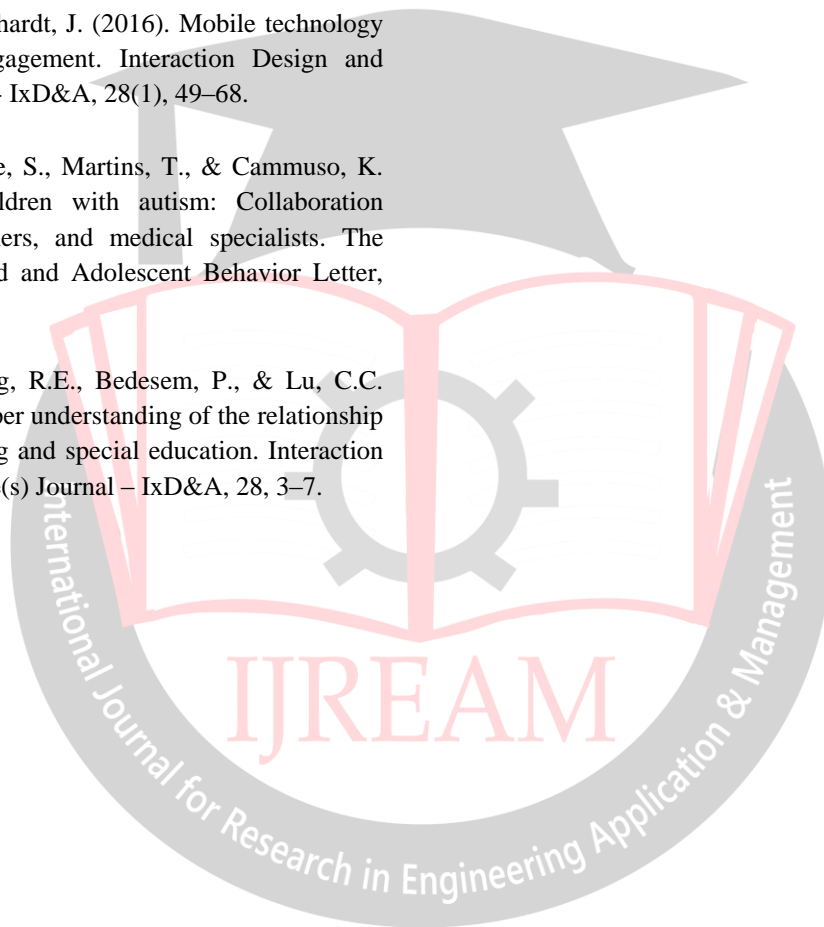 hardt, J. (2016). Mobile technology
gagement. Interaction Design and
- IxD&A, 28(1), 49–68.
e, S., Martins, T., & Cammuso, K.
ldren with autism: Collaboration
ers, and medical specialists. The
d and Adolescent Behavior Letter,
g, R.E., Bedesem, P., & Lu, C.C.
per understanding of the relationship
g and special education. Interaction
(s) Journal – IxD&A, 28, 3–7.
IJREAM
International Journal for Research in Engineering Application & Management